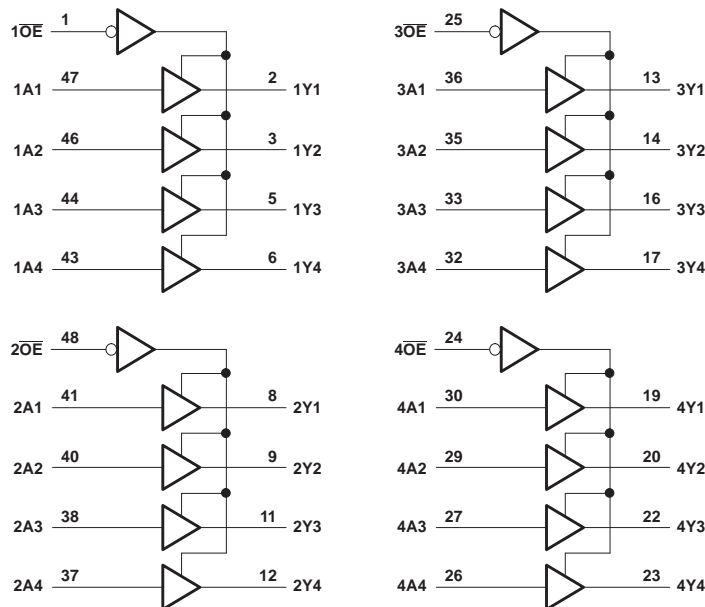 1OE 1
1A1 47 2 1Y1
1A2 46 3 1Y2
1A3 44 5 1Y3
1A4 43 6 1Y4
3OE 25
3A1 36 13 3Y1
3A2 35 14 3Y2
3A3 33 16 3Y3
3A4 32 17 3Y4
2OE 48
2A1 41 8 2Y1
2A2 40 9 2Y2
2A3 38 11 2Y3
2A4 37 12 2Y4
4OE 24
4A1 30 19 4Y1
4A2 29 20 4Y2
4A3 27 22 4Y3
4A4 26 23 4Y4